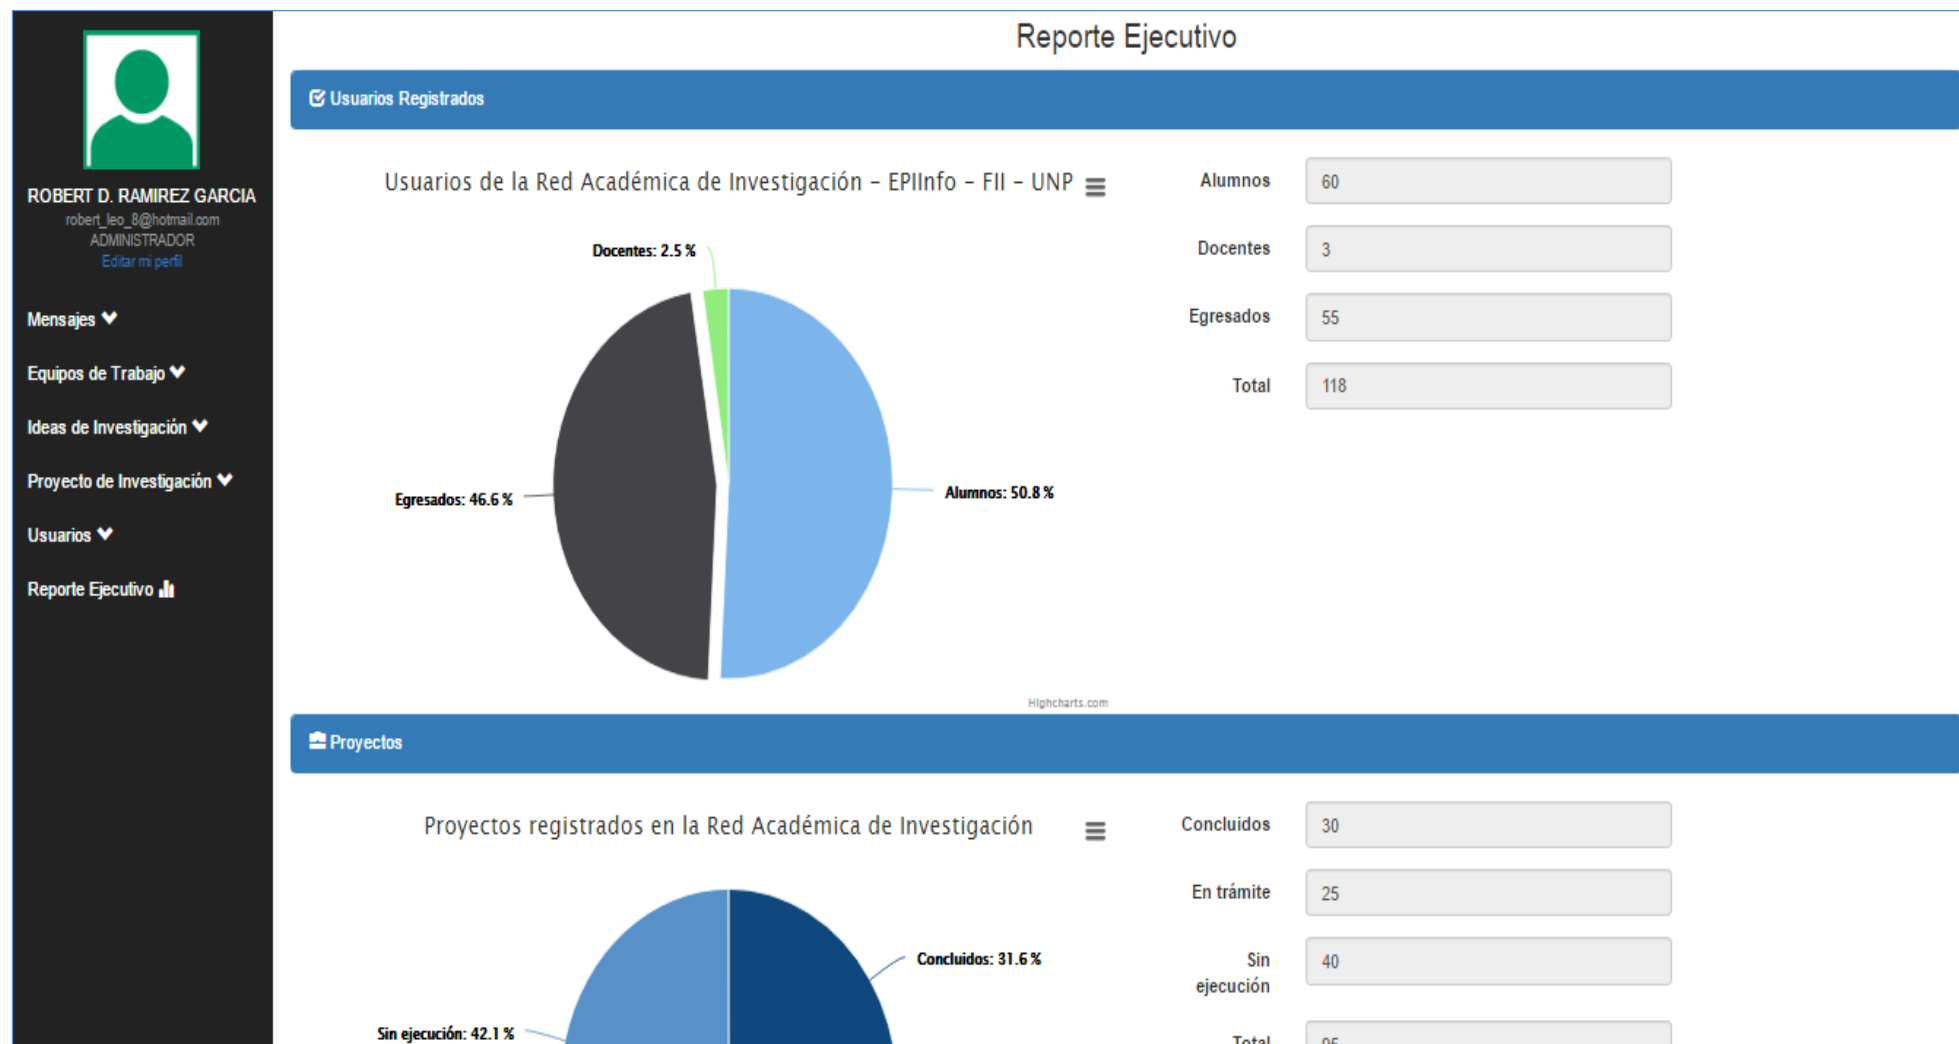 Reporte Ejecutivo
ROBERT D. RAMIREZ GARCIA
robert_leo_8@hotmail.com
ADMINISTRADOR
Editar mi perfil
Mensajes
Equipos de Trabajo
Ideas de Investigación
Proyecto de Investigación
Usuarios
Reporte Ejecutivo
Usuarios Registrados
Usuarios de la Red Académica de Investigación - EPIInfo - FII - UNP
Docentes: 2.5 %
Egresados: 46.6 %
Alumnos: 50.8 %
Highcharts.com
Alumnos 60
Docentes 3
Egresados 55
Total 118
Proyectos
Proyectos registrados en la Red Académica de Investigación
Concluidos: 31.6 %
Sin ejecución: 42.1 %
Concluidos 30
En trámite 25
Sin 40
ejecución
Total 95